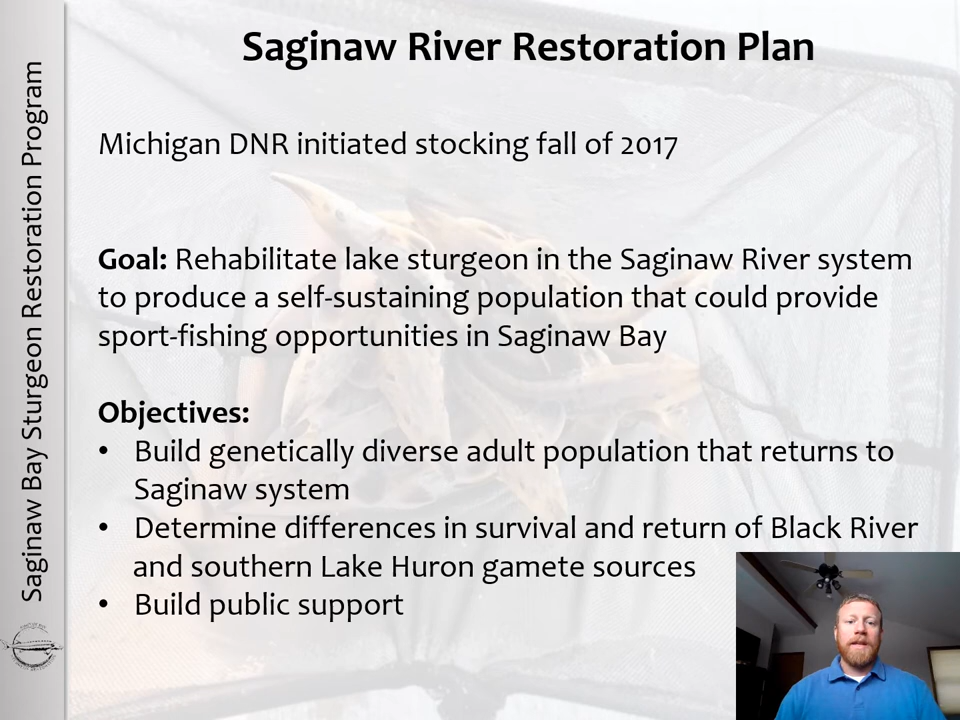 Saginaw River Restoration Plan
Saginaw Bay Sturgeon Restoration Program
Michigan DNR initiated stocking fall of 2017
Goal: Rehabilitate lake sturgeon in the Saginaw River system
to produce a self-sustaining population that could provide
sport-fishing opportunities in Saginaw Bay
Objectives:
• Build genetically diverse adult population that returns to
Saginaw system
• Determine differences in survival and return of Black River
and southern Lake Huron gamete sources
• Build public support